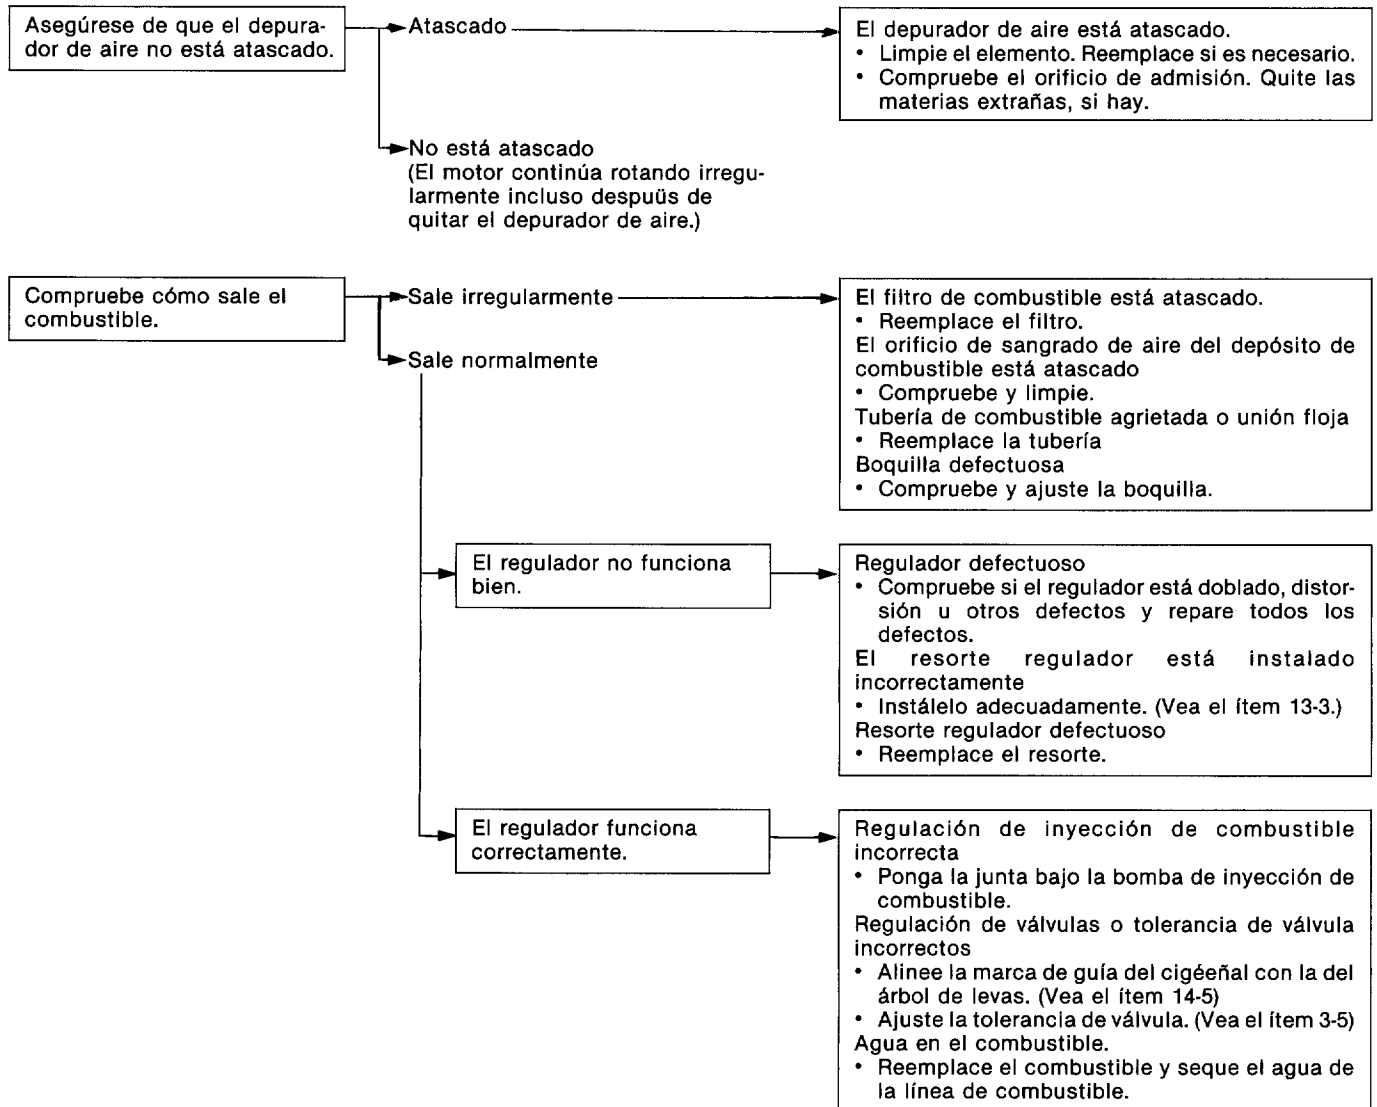 Asegúrese de que el depura-
dor de aire no está atascado.
Atascado
El depurador de aire está atascado.
• Limpie el elemento. Reemplace si es necesario.
• Compruebe el orificio de admisión. Quite las
materias extrañas, si hay.
No está atascado
(El motor continúa rotando irregu-
larmente incluso despuüs de
quitar el depurador de aire.)
Compruebe cómo sale el
combustible.
Sale irregularmente
El filtro de combustible está atascado.
• Reemplace el filtro.
El orificio de sangrado de aire del depósito de
combustible está atascado
• Compruebe y limpie.
Tubería de combustible agrietada o unión floja
• Reemplace la tubería
Boquilla defectuosa
• Compruebe y ajuste la boquilla.
Sale normalmente
El regulador no funciona
bien.
Regulador defectuoso
• Compruebe si el regulador está doblado, distor-
sión u otros defectos y repare todos los
defectos.
El resorte regulador está instalado
incorrectamente
• Instálelo adecuadamente. (Vea el ítem 13-3.)
Resorte regulador defectuoso
• Reemplace el resorte.
El regulador funciona
correctamente.
Regulación de inyección de combustible
incorrecta
• Ponga la junta bajo la bomba de inyección de
combustible.
Regulación de válvulas o tolerancia de válvula
incorrectos
• Alinee la marca de guía del cigéeñal con la del
árbol de levas. (Vea el ítem 14-5)
• Ajuste la tolerancia de válvula. (Vea el ítem 3-5)
Agua en el combustible.
• Reemplace el combustible y seque el agua de
la línea de combustible.